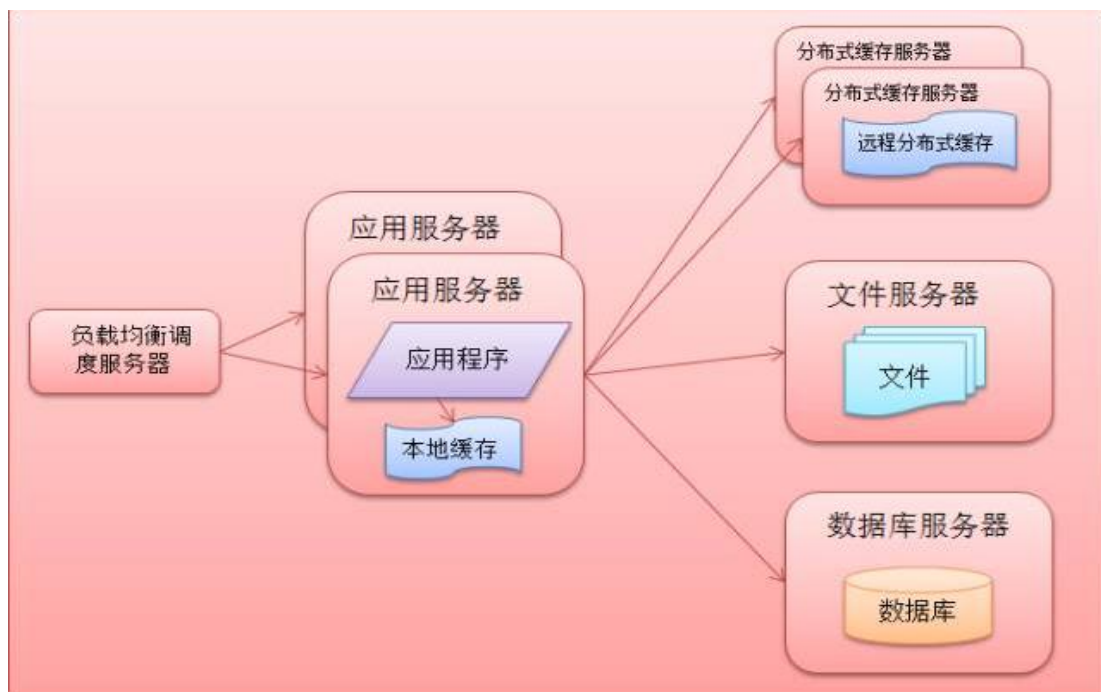 负载均衡调
度服务器
应用服务器
应用服务器
应用程序
本地缓存
分布式缓存服务器
分布式缓存服务器
远程分布式缓存
文件服务器
文件
数据库服务器
数据库